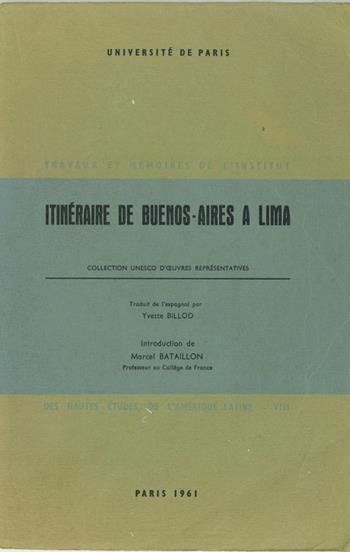 UNIVERSITÉ DE PARIS
TRAVAUX ET MÉMOIRES DE L'INSTITUT
ITINÉRAIRE DE BUENOS-AIRES A LIMA
COLLECTION UNESCO D'ŒUVRES REPRÉSENTATIVES
Traduit de l'espagnol par
Yvette BILLOD
Introduction de
Marcel BATAILLON
Professeur au Collège de France
DES HAUTES ÉTUDES DE L'AMÉRIQUE LATINE - VIII
PARIS 1961